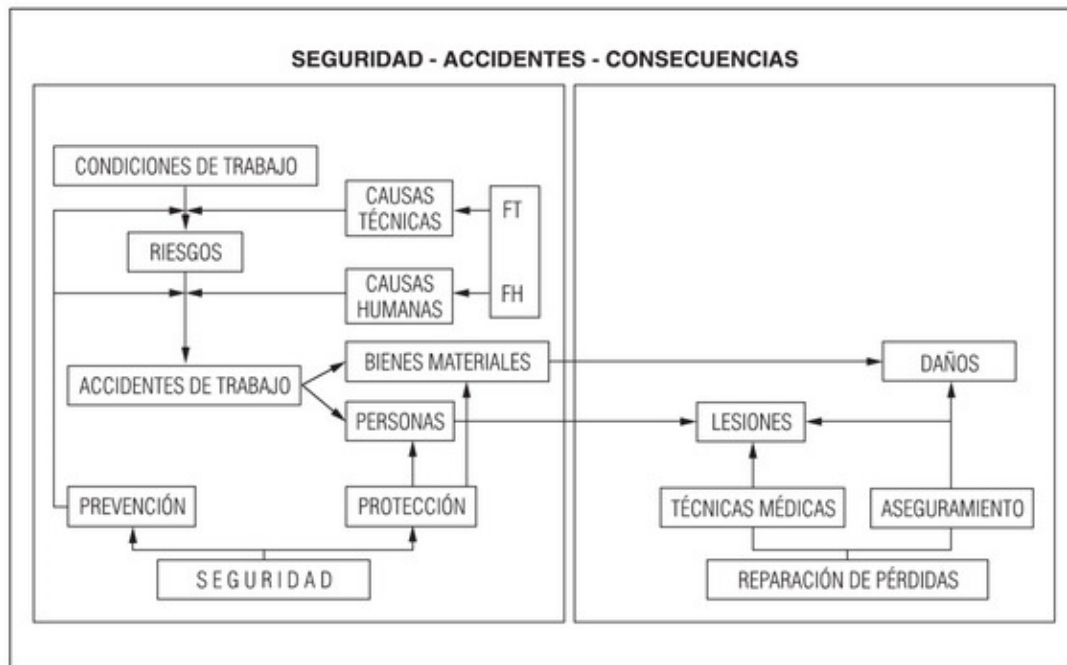 SEGURIDAD - ACCIDENTES - CONSECUENCIAS
CONDICIONES DE TRABAJO
CAUSAS
TÉCNICAS
FT
RIESGOS
CAUSAS
HUMANAS
FH
BIENES MATERIALES
ACCIDENTES DE TRABAJO
PERSONAS
PREVENCIÓN
PROTECCIÓN
SEGURIDAD
DAÑOS
LESIONES
TÉCNICAS MÉDICAS
ASEGURAMIENTO
REPARACIÓN DE PÉRDIDAS